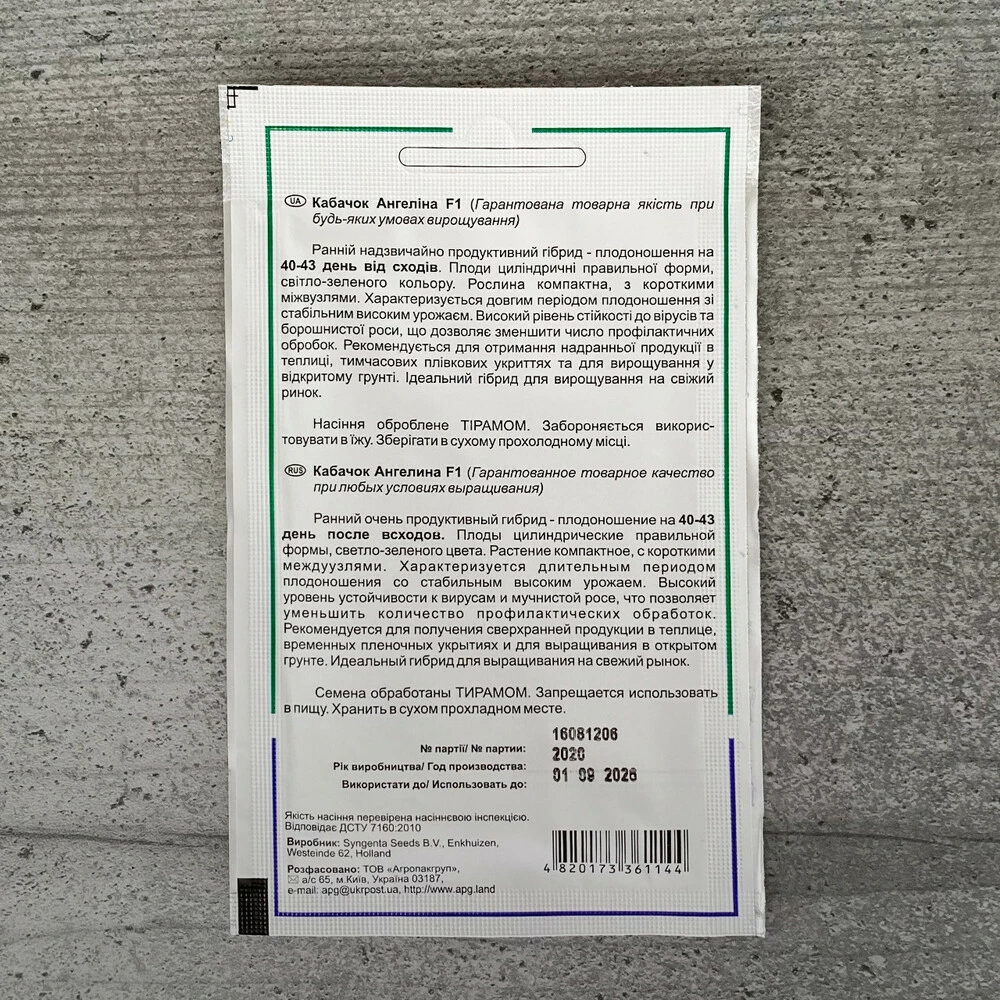 UA Кабачок Ангеліна F1 (Гарантована товарна якість при
будь-яких умовах вирощування)
Ранній надзвичайно продуктивний гібрид - плодоношення на
40-43 день від сходів. Плоди циліндричні правильної форми,
світло-зеленого кольору. Рослина компактна, з короткими
міжвузлями. Характеризується довгим періодом плодоношення зі
стабільним високим урожаєм. Високий рівень стійкості до вірусів та
борошнистої роси, що дозволяє зменшити число профілактичних
обробок. Рекомендується для отримання надранньої продукції в
теплиці, тимчасових плівкових укриттях та для вирощування у
відкритому грунті. Ідеальний гібрид для вирощування на свіжий
ринок.
Насіння оброблене ТІРАМОМ. Забороняється викорис-
товувати в їжу. Зберігати в сухому прохолодному місці.
RUS Кабачок Ангелина F1 (Гарантованное товарное качество
при любых условиях выращивания)
Ранний очень продуктивный гибрид - плодоношение на 40-43
день после всходов. Плоды цилиндрические правильной
формы, светло-зеленого цвета. Растение компактное, с короткими
междуузлями. Характеризуется длительным периодом
плодоношения со стабильным высоким урожаем. Высокий
уровень устойчивости к вирусам и мучнистой росе, что позволяет
уменьшить количество профилактических обработок.
Рекомендуется для получения сверхранней продукции в теплице,
временных пленочных укрытиях и для выращивания в открытом
грунте. Идеальный гибрид для выращивания на свежий рынок.
Семена обработаны ТИРАМОМ. Запрещается использовать
в пищу. Хранить в сухом прохладном месте.
№ партії/ № партии: 16081206
Рік виробництва/ Год производства: 2020
Використати до/ Использовать до: 01 09 2026
Якість насіння перевірена насіннєвою інспекцією.
Відповідає ДСТУ 7160:2010
Виробник: Syngenta Seeds B.V., Enkhuizen,
Westeinde 62, Holland
Розфасовано: ТОВ «Агропакгруп»,
а/с 65, м.Київ, Україна 03187,
e-mail: apg@ukrpost.ua, http://www.apg.land
4 820173 361144